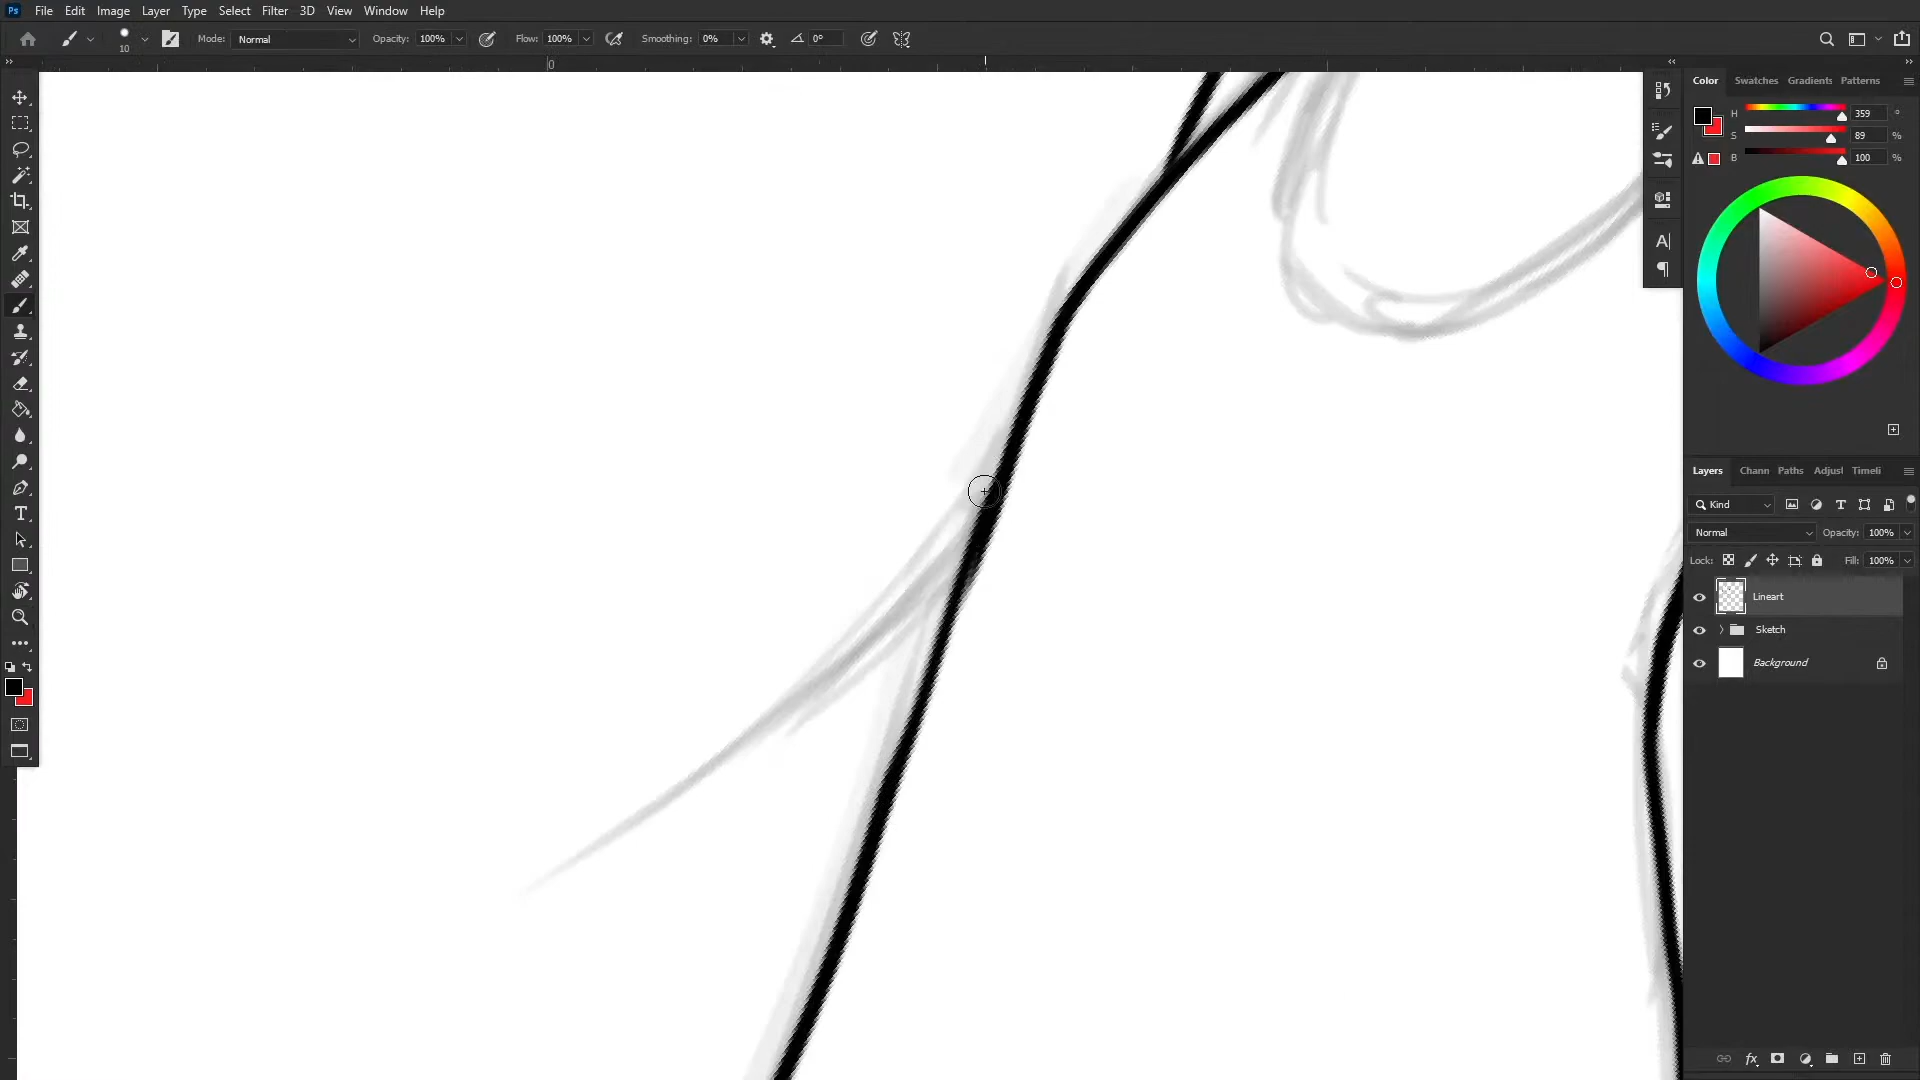 Ps File Edit Image Layer Type Select Filter 3D View Window Help
10 Mode: Normal Opacity: 100% Flow: 100% Smoothing: 0% 0°
0
Color Swatches Gradients Patterns
H 359 °
S 89 %
B 100 %
Layers Chann Paths Adjust Timeli
Kind
Normal Opacity: 100%
Lock: Fill: 100%
Lineart
Sketch
Background